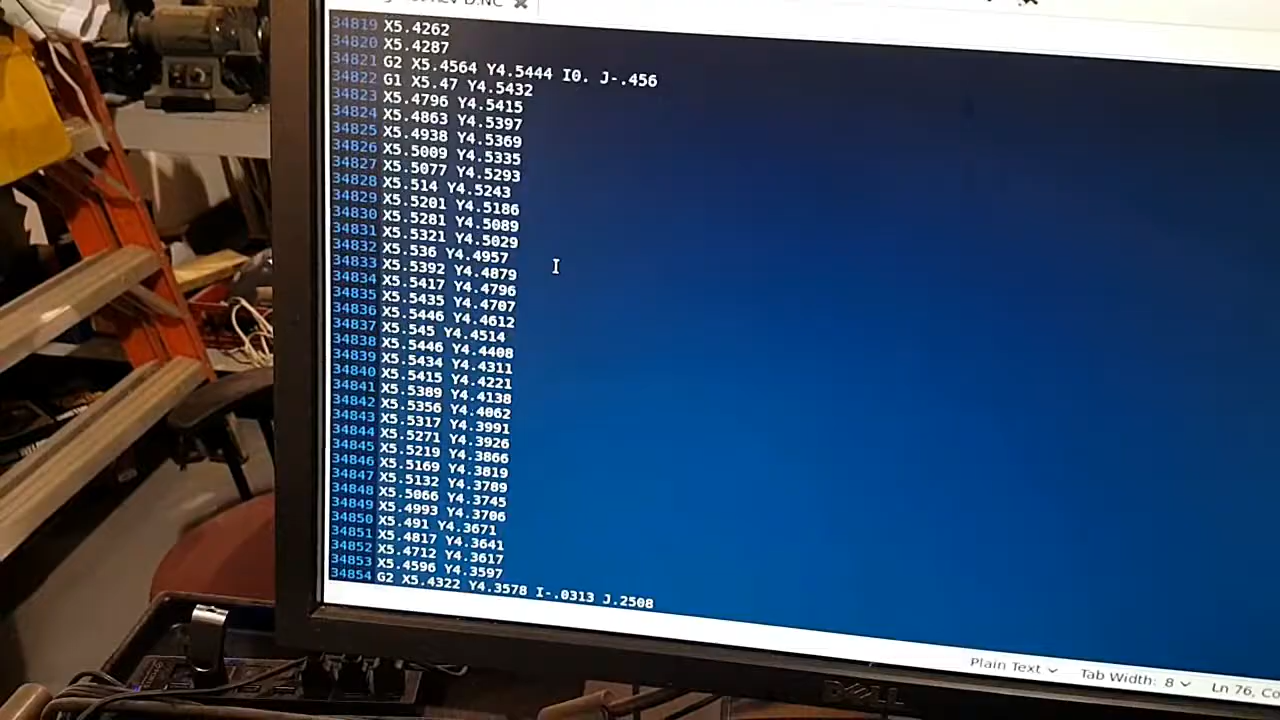 34819 X5.4262
34820 X5.4287
34821 G2 X5.4564 Y4.5444 I0. J-.456
34822 G1 X5.47 Y4.5432
34823 X5.4796 Y4.5415
34824 X5.4863 Y4.5397
34825 X5.4938 Y4.5369
34826 X5.5009 Y4.5335
34827 X5.5077 Y4.5293
34828 X5.514 Y4.5243
34829 X5.5201 Y4.5186
34830 X5.5281 Y4.5089
34831 X5.5321 Y4.5029
34832 X5.536 Y4.4957
34833 X5.5392 Y4.4879
34834 X5.5417 Y4.4796
34835 X5.5435 Y4.4707
34836 X5.5446 Y4.4612
34837 X5.545 Y4.4514
34838 X5.5446 Y4.4408
34839 X5.5434 Y4.4311
34840 X5.5415 Y4.4221
34841 X5.5389 Y4.4138
34842 X5.5356 Y4.4062
34843 X5.5317 Y4.3991
34844 X5.5271 Y4.3926
34845 X5.5219 Y4.3866
34846 X5.5169 Y4.3819
34847 X5.5132 Y4.3789
34848 X5.5066 Y4.3745
34849 X5.4993 Y4.3706
34850 X5.491 Y4.3671
34851 X5.4817 Y4.3641
34852 X5.4712 Y4.3617
34853 X5.4596 Y4.3597
34854 G2 X5.4322 Y4.3578 I-.0313 J.2508
Plain Text Tab Width: 8 Ln 76, Co
DELL